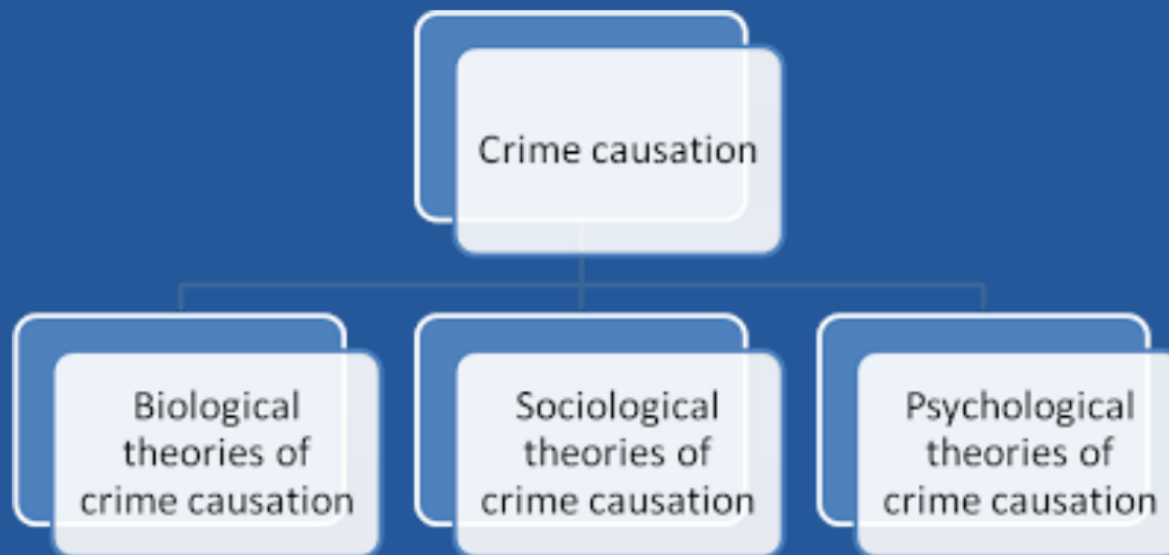 Crime causation
Biological
theories of
crime causation
Sociological
theories of
crime causation
Psychological
theories of
crime causation